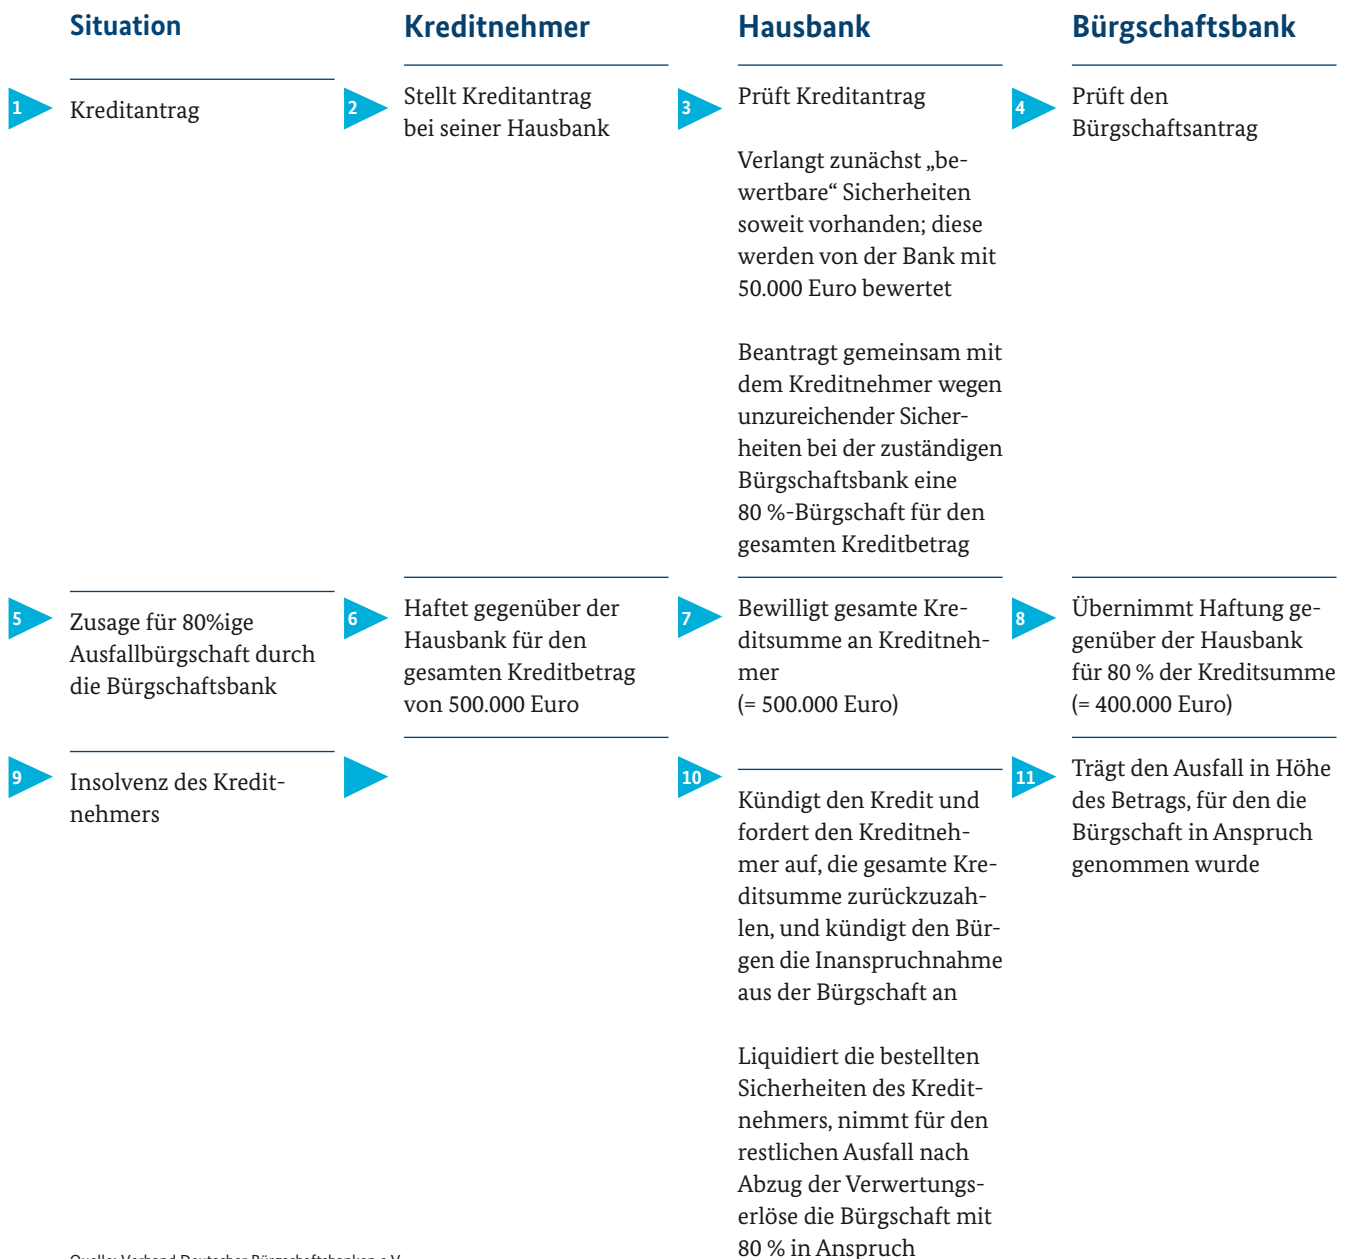 Situation
Kreditnehmer
Hausbank
Bürgschaftsbank
1
Kreditantrag
2
Stellt Kreditantrag
bei seiner Hausbank
3
Prüft Kreditantrag
Verlangt zunächst „be-
wertbare“ Sicherheiten
soweit vorhanden; diese
werden von der Bank mit
50.000 Euro bewertet
Beantragt gemeinsam mit
dem Kreditnehmer wegen
unzureichender Sicher-
heiten bei der zuständigen
Bürgschaftsbank eine
80 %-Bürgschaft für den
gesamten Kreditbetrag
4
Prüft den
Bürgschaftsantrag
5
Zusage für 80%ige
Ausfallbürgschaft durch
die Bürgschaftsbank
6
Haftet gegenüber der
Hausbank für den
gesamten Kreditbetrag
von 500.000 Euro
7
Bewilligt gesamte Kre-
ditsumme an Kreditneh-
mer
(= 500.000 Euro)
8
Übernimmt Haftung ge-
genüber der Hausbank
für 80 % der Kreditsumme
(= 400.000 Euro)
9
Insolvenz des Kredit-
nehmers
10
Kündigt den Kredit und
fordert den Kreditneh-
mer auf, die gesamte Kre-
ditsumme zurückzuzah-
len, und kündigt den Bür-
gen die Inanspruchnahme
aus der Bürgschaft an
Liquidiert die bestellten
Sicherheiten des Kredit-
nehmers, nimmt für den
restlichen Ausfall nach
Abzug der Verwertungs-
erlöse die Bürgschaft mit
80 % in Anspruch
11
Trägt den Ausfall in Höhe
des Betrags, für den die
Bürgschaft in Anspruch
genommen wurde
Quelle: Verband Deutscher Bürgschaftsbanken e.V.